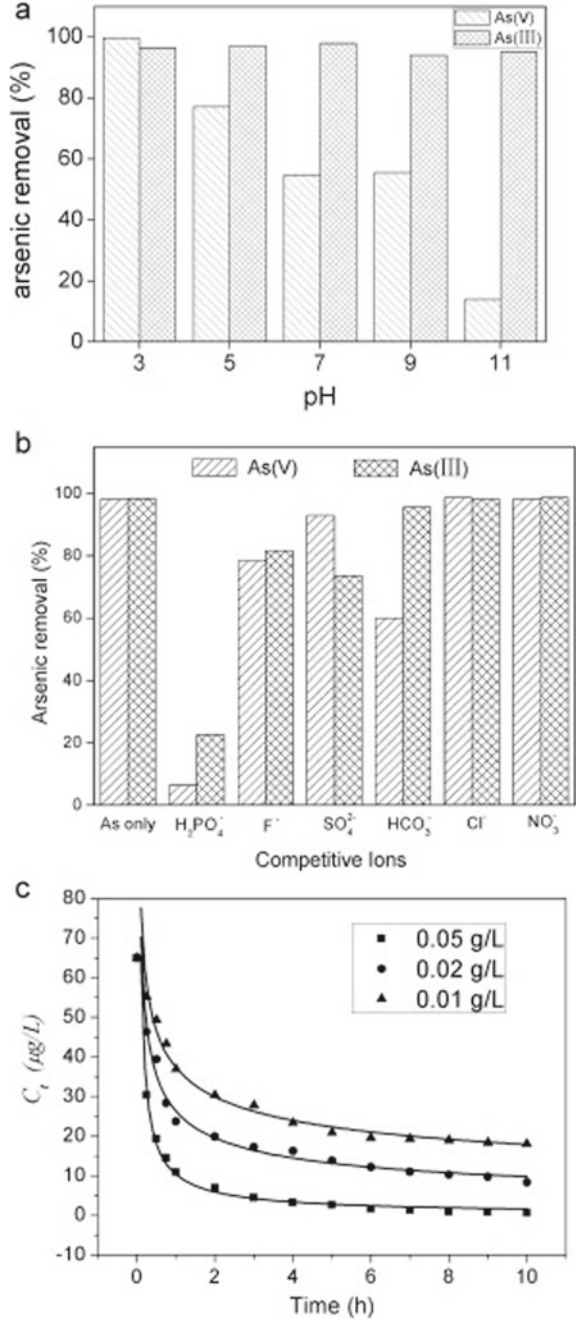 a
As(V)
As(III)
100
80
60
40
20
0
arsenic removal (%)
3 5 7 9 11
pH
b
As(V) As(III)
100
80
60
40
20
0
Arsenic removal (%)
As only H₂PO₄⁻ F⁻ SO₄²⁻ HCO₃⁻ Cl⁻ NO₃⁻
Competitive Ions
c
80
70
60
50
40
30
20
10
0
-10
Cₜ (μg/L)
0.05 g/L
0.02 g/L
0.01 g/L
0 2 4 6 8 10
Time (h)